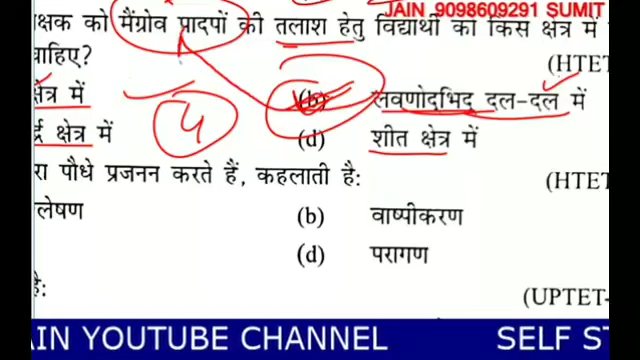 JAIN 9098609291 SUMIT
क्षक को मैंग्रोव प्रादपों की तलाश हेतु विद्यार्थी को किस क्षेत्र में
वाहिए?
(HTET
क्षेत्र में (b) लवणोदभिद दल-दल में
र्द्र क्षेत्र में (d) शीत क्षेत्र में
रा पौधे प्रजनन करते हैं, कहलाती है:
(HTET
लेषण (b) वाष्पीकरण
(d) परागण
है:
(UPTET-
AIN YOUTUBE CHANNEL SELF ST